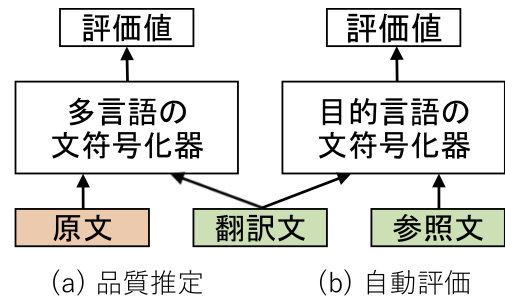 評価値
評価値
多言語の
文符号化器
目的言語の
文符号化器
原文
翻訳文
参照文
(a) 品質推定
(b) 自動評価